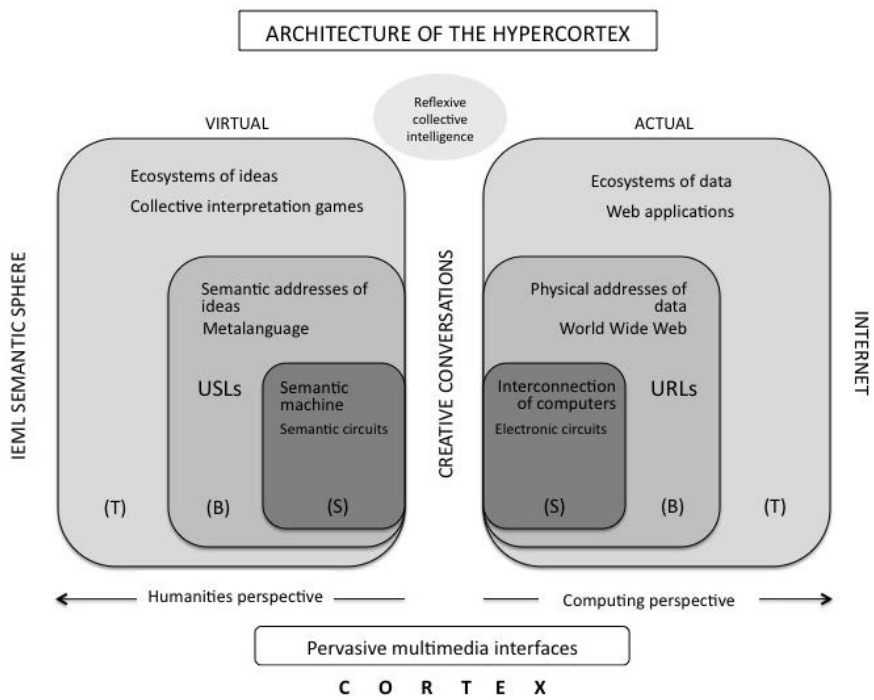 ARCHITECTURE OF THE HYPERCORTEX
Reflexive
collective
intelligence
VIRTUAL
ACTUAL
IEML SEMANTIC SPHERE
Ecosystems of ideas
Collective interpretation games
Semantic addresses of
ideas
Metalanguage
USLs
Semantic
machine
Semantic circuits
(T)
(B)
(S)
CREATIVE CONVERSATIONS
Ecosystems of data
Web applications
Physical addresses of
data
World Wide Web
Interconnection
of computers
Electronic circuits
URLs
(S)
(B)
(T)
INTERNET
Humanities perspective
Computing perspective
Pervasive multimedia interfaces
C O R T E X